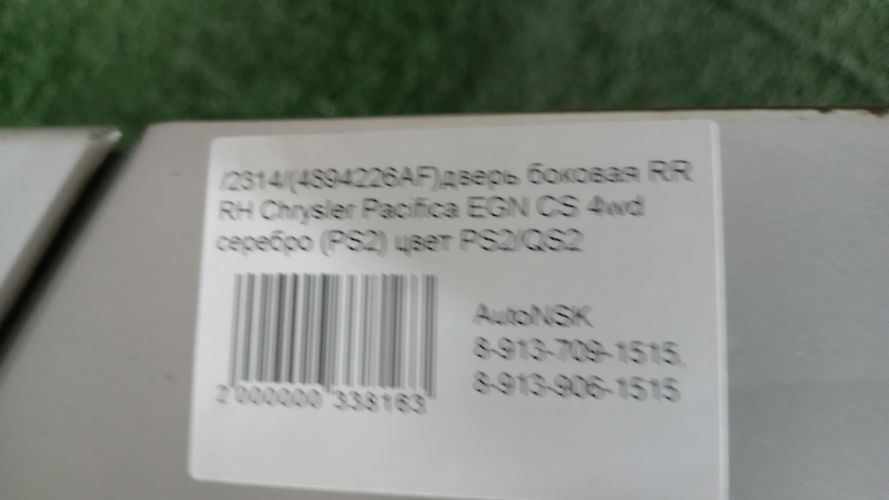 /2314/(4894226AF)дверь боковая RR
RH Chrysler Pacifica EGN CS 4wd
серебро (PS2) цвет PS2/QS2
AutoNSK
8-913-709-1515,
8-913-906-1515
2 000000 338163